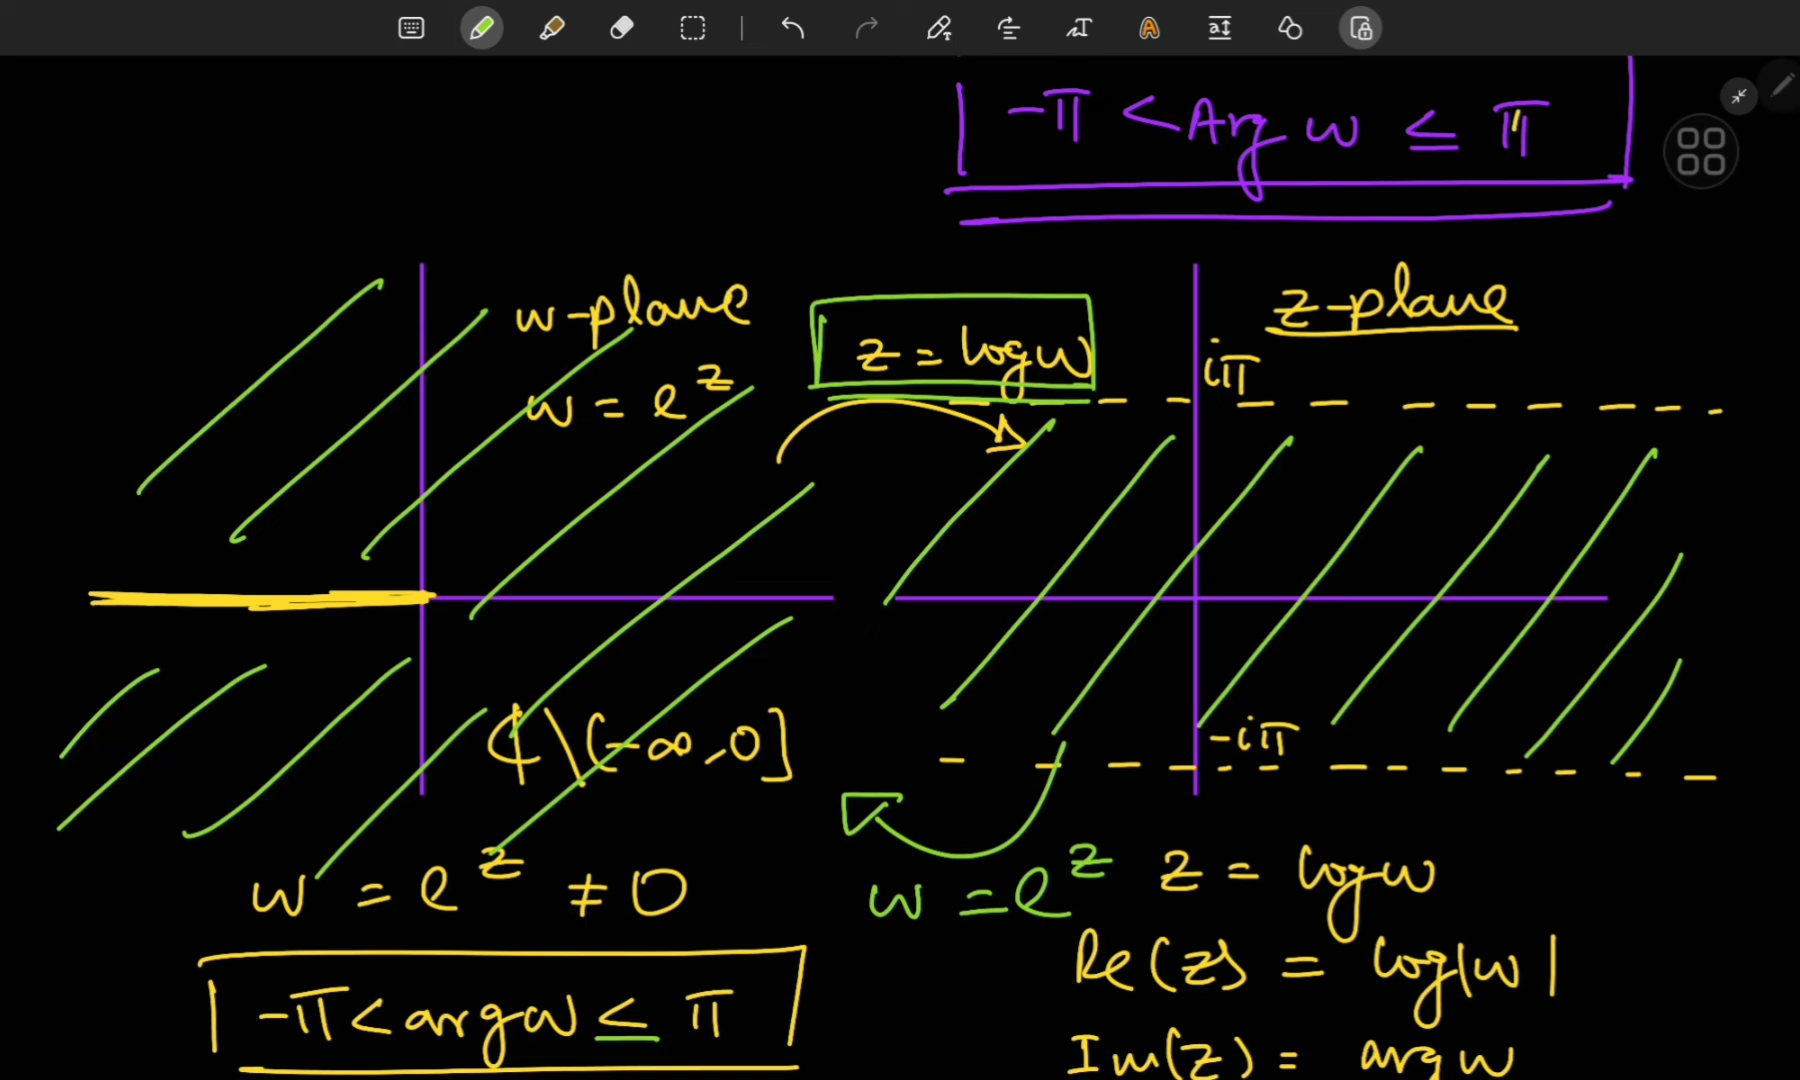 -π < Arg w ≤ π
w-plane
z = log w
z-plane
iπ
w = e^z
-iπ
ℂ \ (-∞, 0]
w = e^z ≠ 0
w = e^z
z = log w
Re(z) = log|w|
-π < arg w ≤ π
Im(z) = arg w